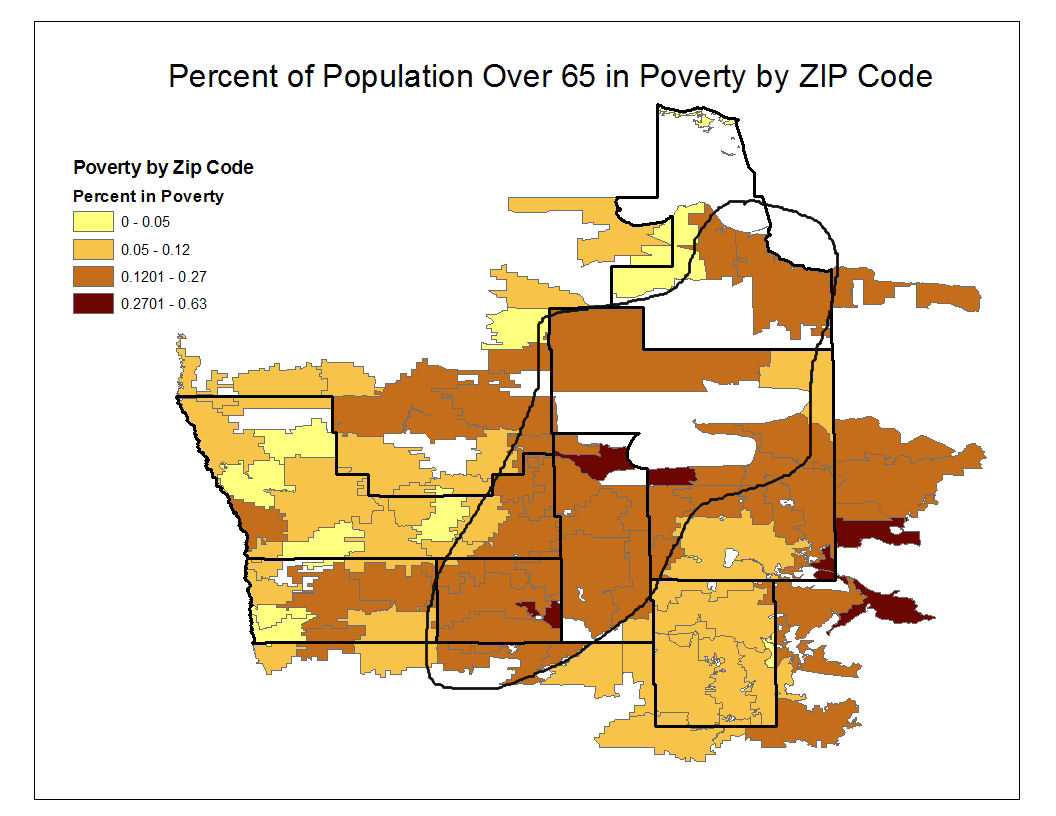 Percent of Population Over 65 in Poverty by ZIP Code
Poverty by Zip Code
Percent in Poverty
0 - 0.05
0.05 - 0.12
0.1201 - 0.27
0.2701 - 0.63